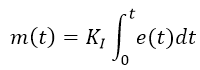 m(t) = K_I ∫_0^t e(t)dt